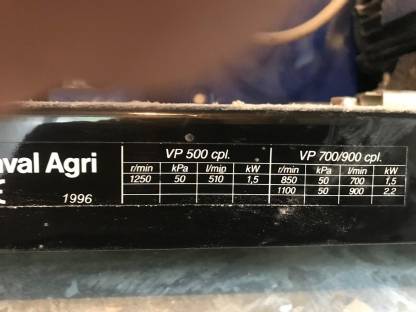 VP 500 cpl. VP 700/900 cpl.
aval Agri r/min kPa l/min kW r/min kPa l/min kW
1250 50 510 1,5 850 50 700 1,5
1996 1100 50 900 2.2